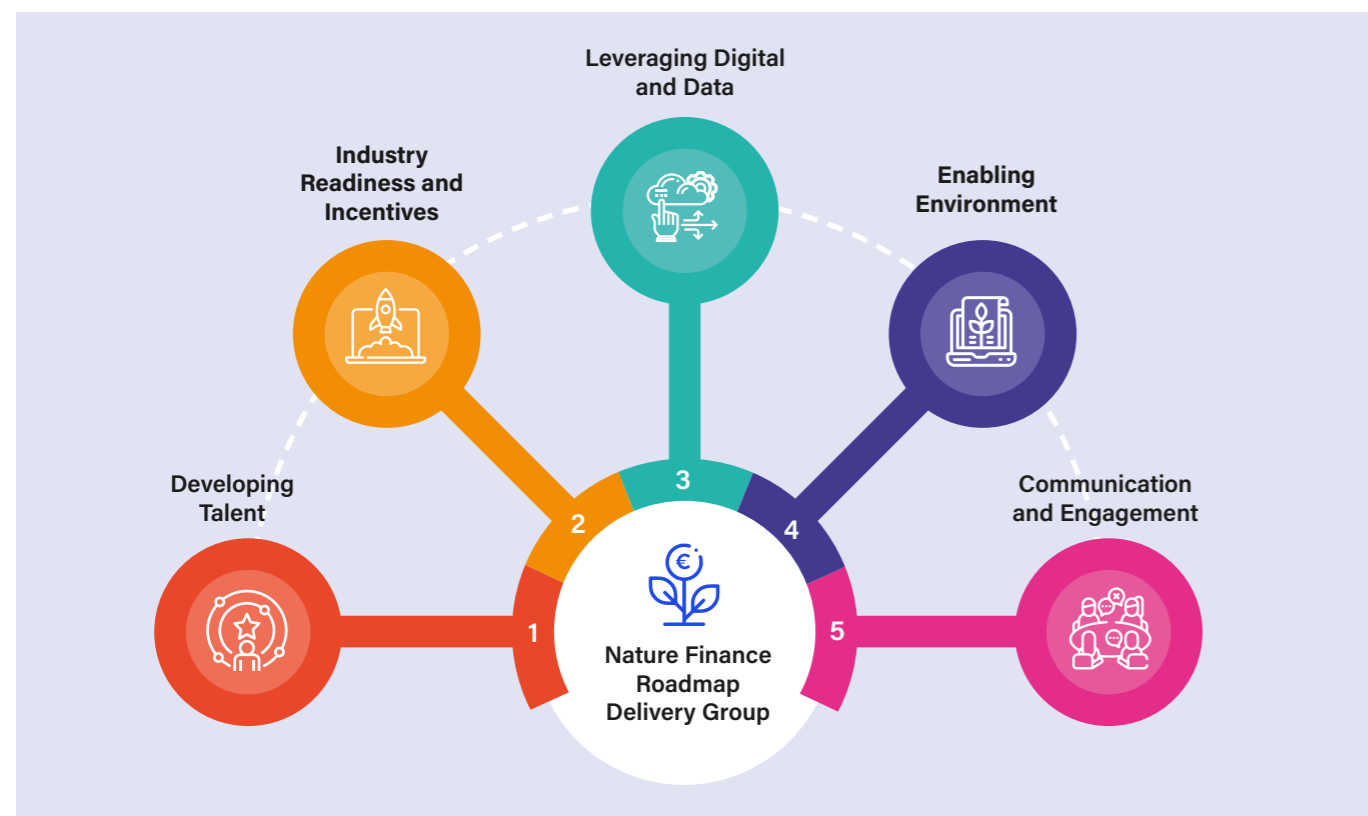 Leveraging Digital
and Data
Industry
Readiness and
Incentives
Enabling
Environment
Developing
Talent
Communication
and Engagement
1
2
3
4
5
€
Nature Finance
Roadmap
Delivery Group